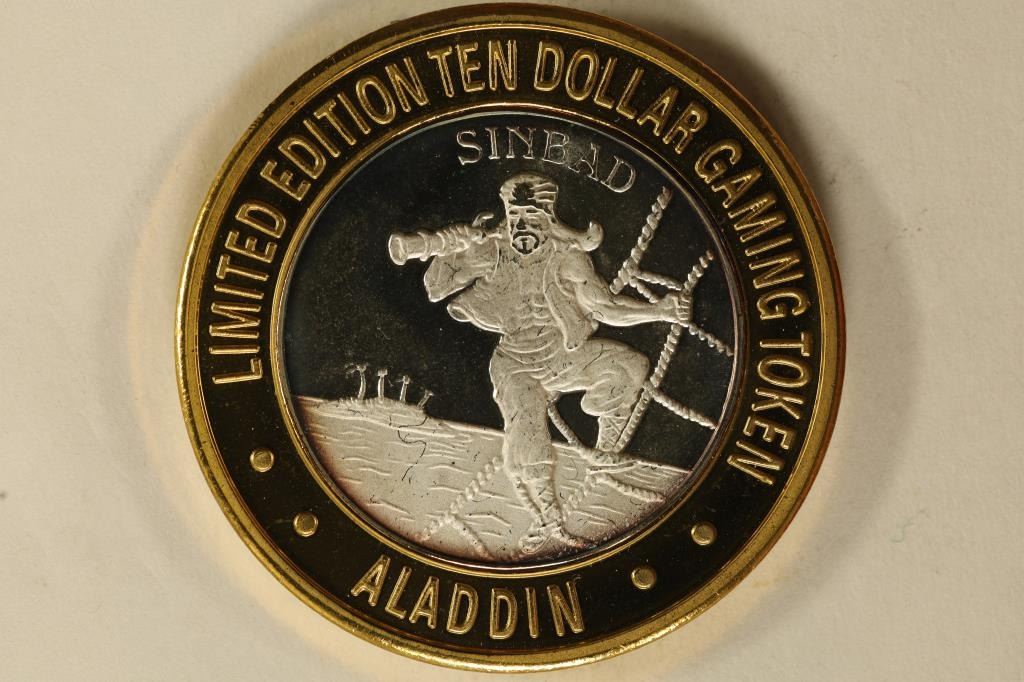 LIMITED EDITION TEN DOLLAR GAMING TOKEN
SINBAD
ALADDIN